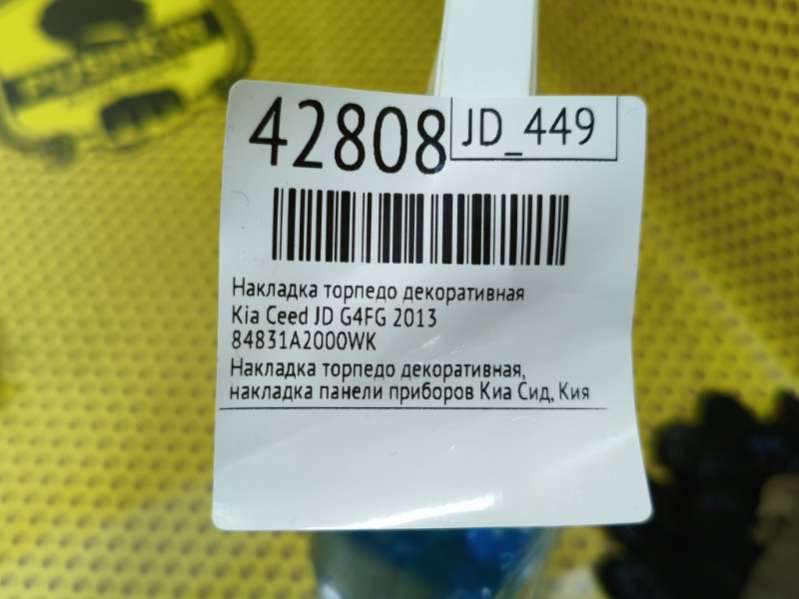 42808
JD_449
Накладка торпедо декоративная
Kia Ceed JD G4FG 2013
84831A2000WK
Накладка торпедо декоративная,
накладка панели приборов Киа Сид, Кия